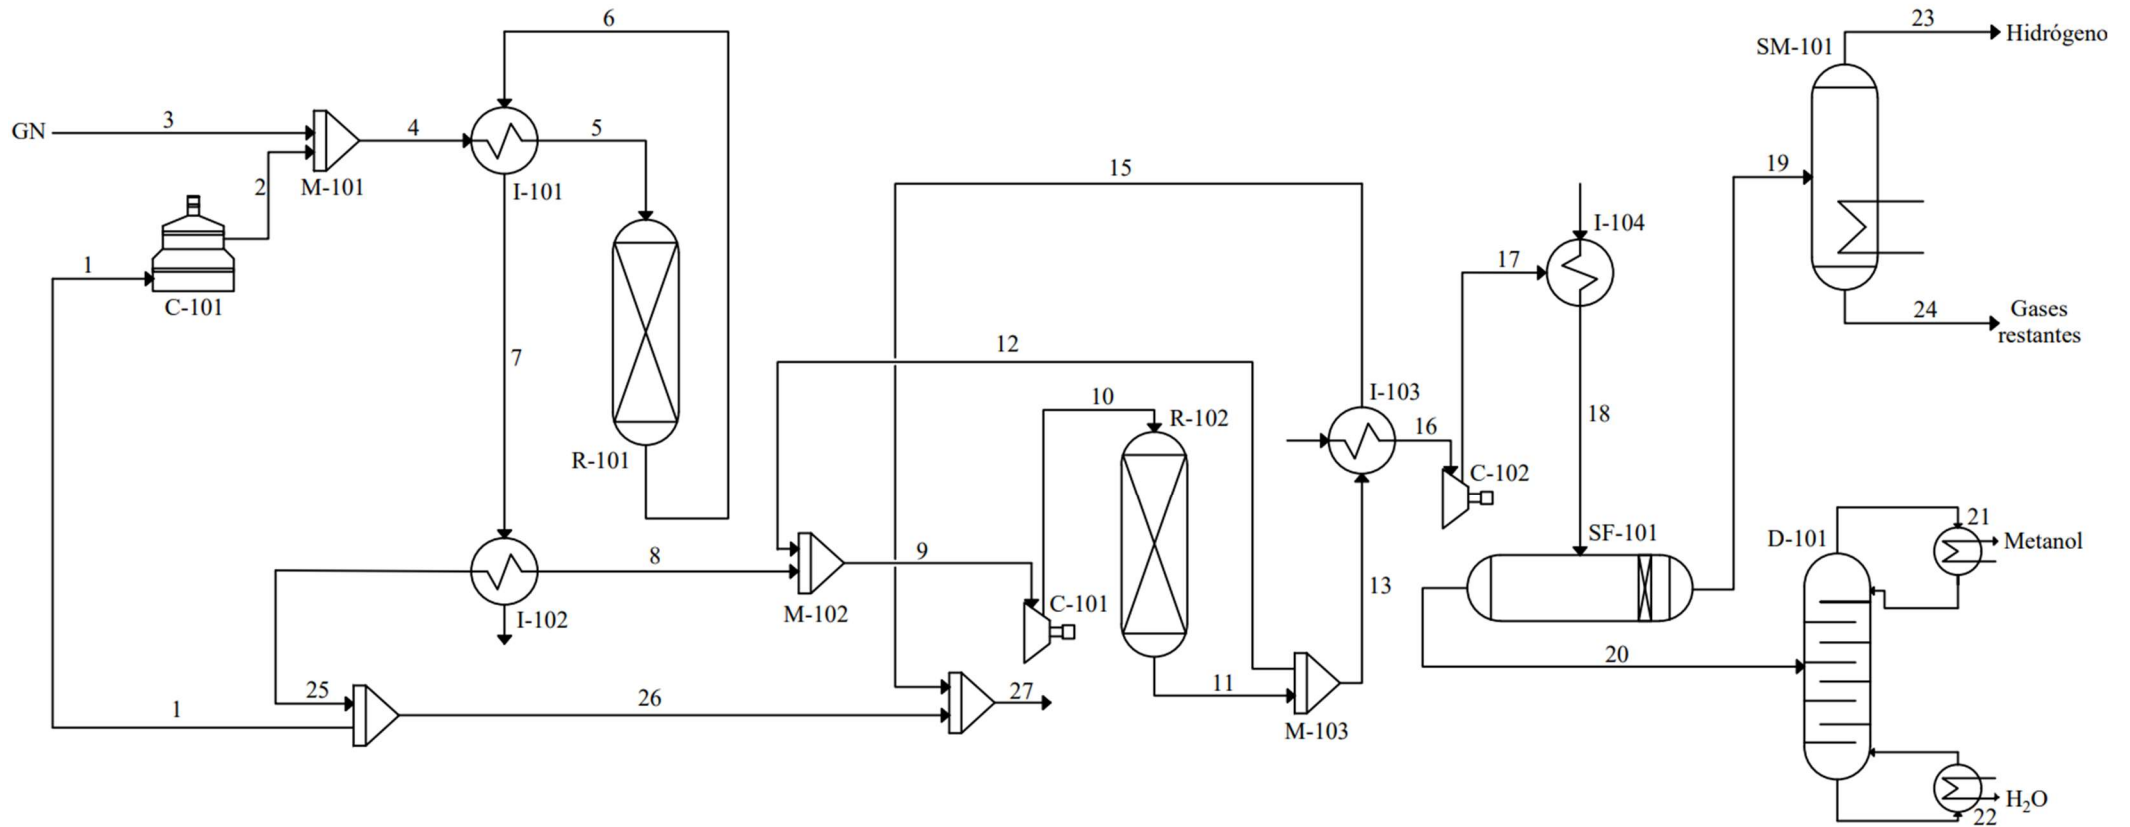 6
23
Hidrógeno
SM-101
GN
3
4
5
2
M-101
I-101
15
19
I-104
17
1
C-101
24
Gases
restantes
12
7
I-103
10
R-102
16
18
R-101
C-102
21
SF-101
D-101
Metanol
9
8
13
C-101
M-102
I-102
20
25
26
27
11
1
M-103
H₂O
22